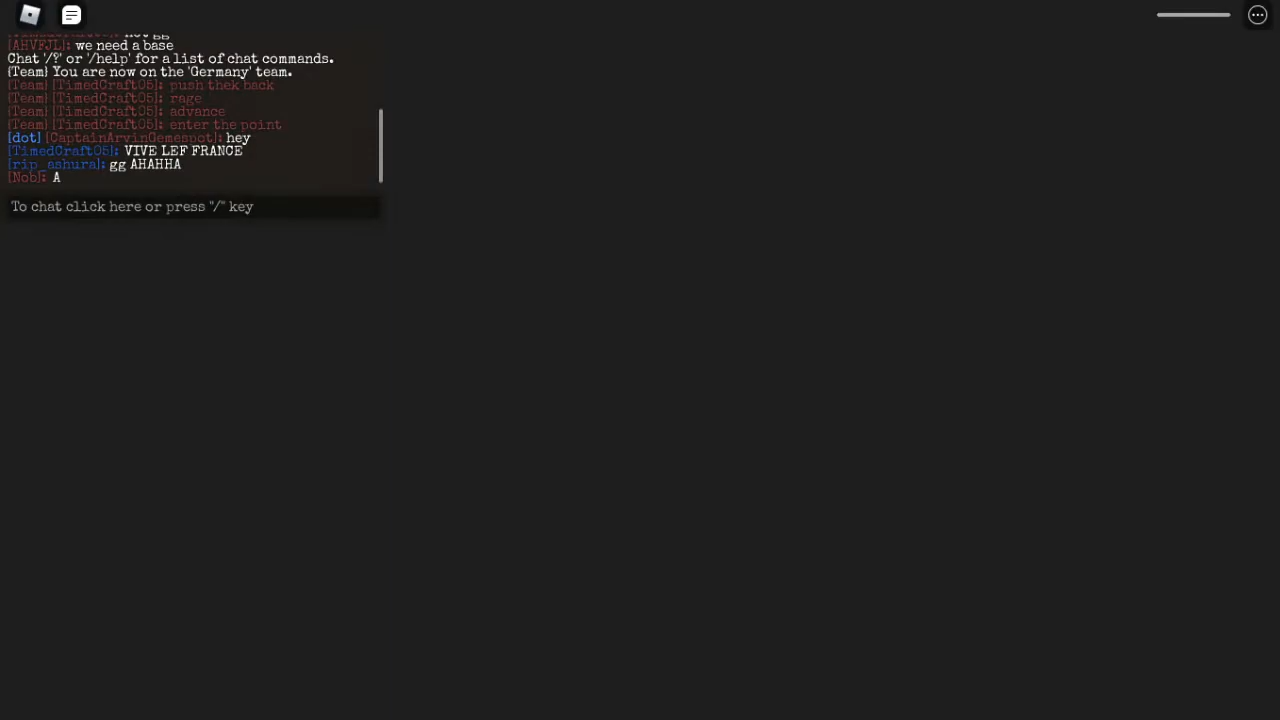 [AHVFJL]: we need a base
Chat '/?' or '/help' for a list of chat commands.
{Team} You are now on the 'Germany' team.
{Team} [TimedCraft05]: push thek back
{Team} [TimedCraft05]: rage
{Team} [TimedCraft05]: advance
{Team} [TimedCraft05]: enter the point
[dot] [CaptainArvinGemespot]: hey
[TimedCraft05]: VIVE LEF FRANCE
[rip_ashura]: gg AHAHHA
[Nob]: A
To chat click here or press "/" key